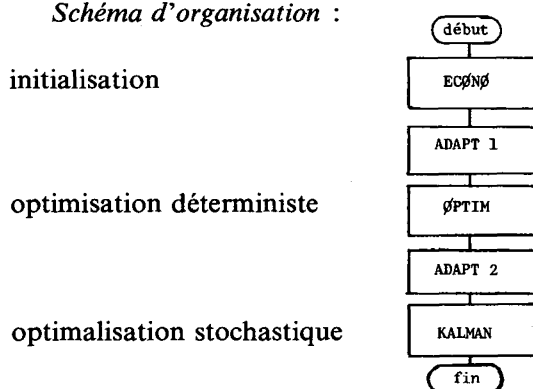 Schéma d'organisation :
début
initialisation
ECØNØ
ADAPT 1
optimisation déterministe
ØPTIM
ADAPT 2
optimalisation stochastique
KALMAN
fin